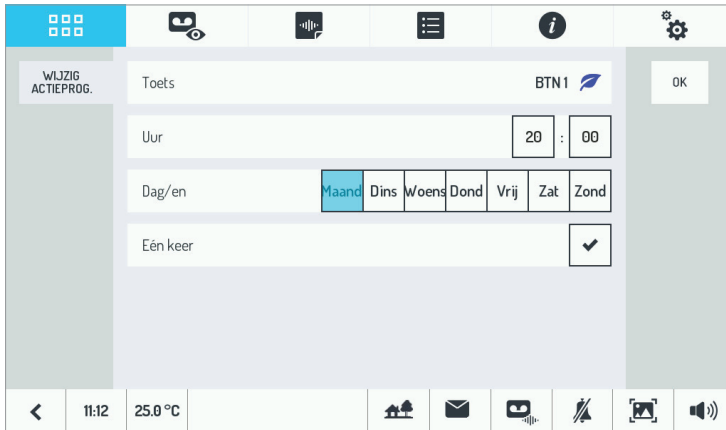 WIJZIG
ACTIEPROG.
Toets BTN 1
OK
Uur 20 : 00
Dag/en Maand Dins Woens Dond Vrij Zat Zond
Eén keer
11:12 25.0 °C